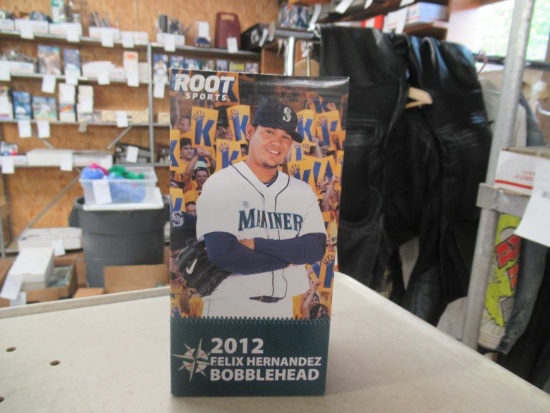 ROOT
SPORTS
S
K
K
K
MARINERS
2012
FELIX HERNANDEZ
BOBBLEHEAD